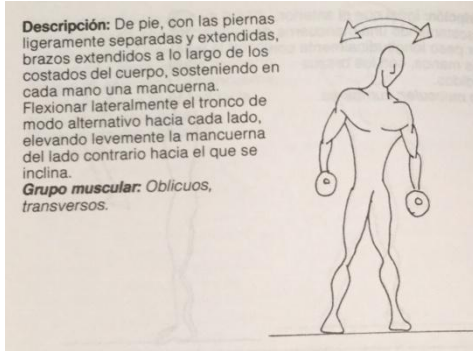 Descripción: De pie, con las piernas
ligeramente separadas y extendidas,
brazos extendidos a lo largo de los
costados del cuerpo, sosteniendo en
cada mano una mancuerna.
Flexionar lateralmente el tronco de
modo alternativo hacia cada lado,
elevando levemente la mancuerna
del lado contrario hacia el que se
inclina.
Grupo muscular: Oblicuos,
transversos.